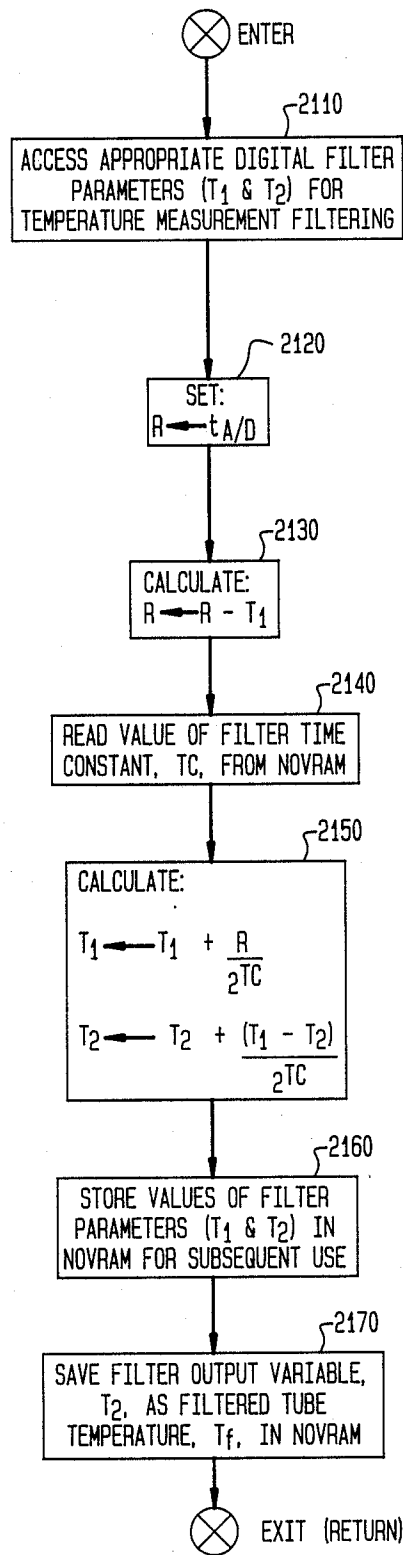 ENTER
2110
ACCESS APPROPRIATE DIGITAL FILTER
PARAMETERS (T1 & T2) FOR
TEMPERATURE MEASUREMENT FILTERING
2120
SET:
R ← tA/D
2130
CALCULATE:
R ← R - T1
2140
READ VALUE OF FILTER TIME
CONSTANT, TC, FROM NOVRAM
2150
CALCULATE:
T1 ← T1 + R
2TC
T2 ← T2 + (T1 - T2)
2TC
2160
STORE VALUES OF FILTER
PARAMETERS (T1 & T2) IN
NOVRAM FOR SUBSEQUENT USE
2170
SAVE FILTER OUTPUT VARIABLE,
T2, AS FILTERED TUBE
TEMPERATURE, Tf, IN NOVRAM
EXIT (RETURN)